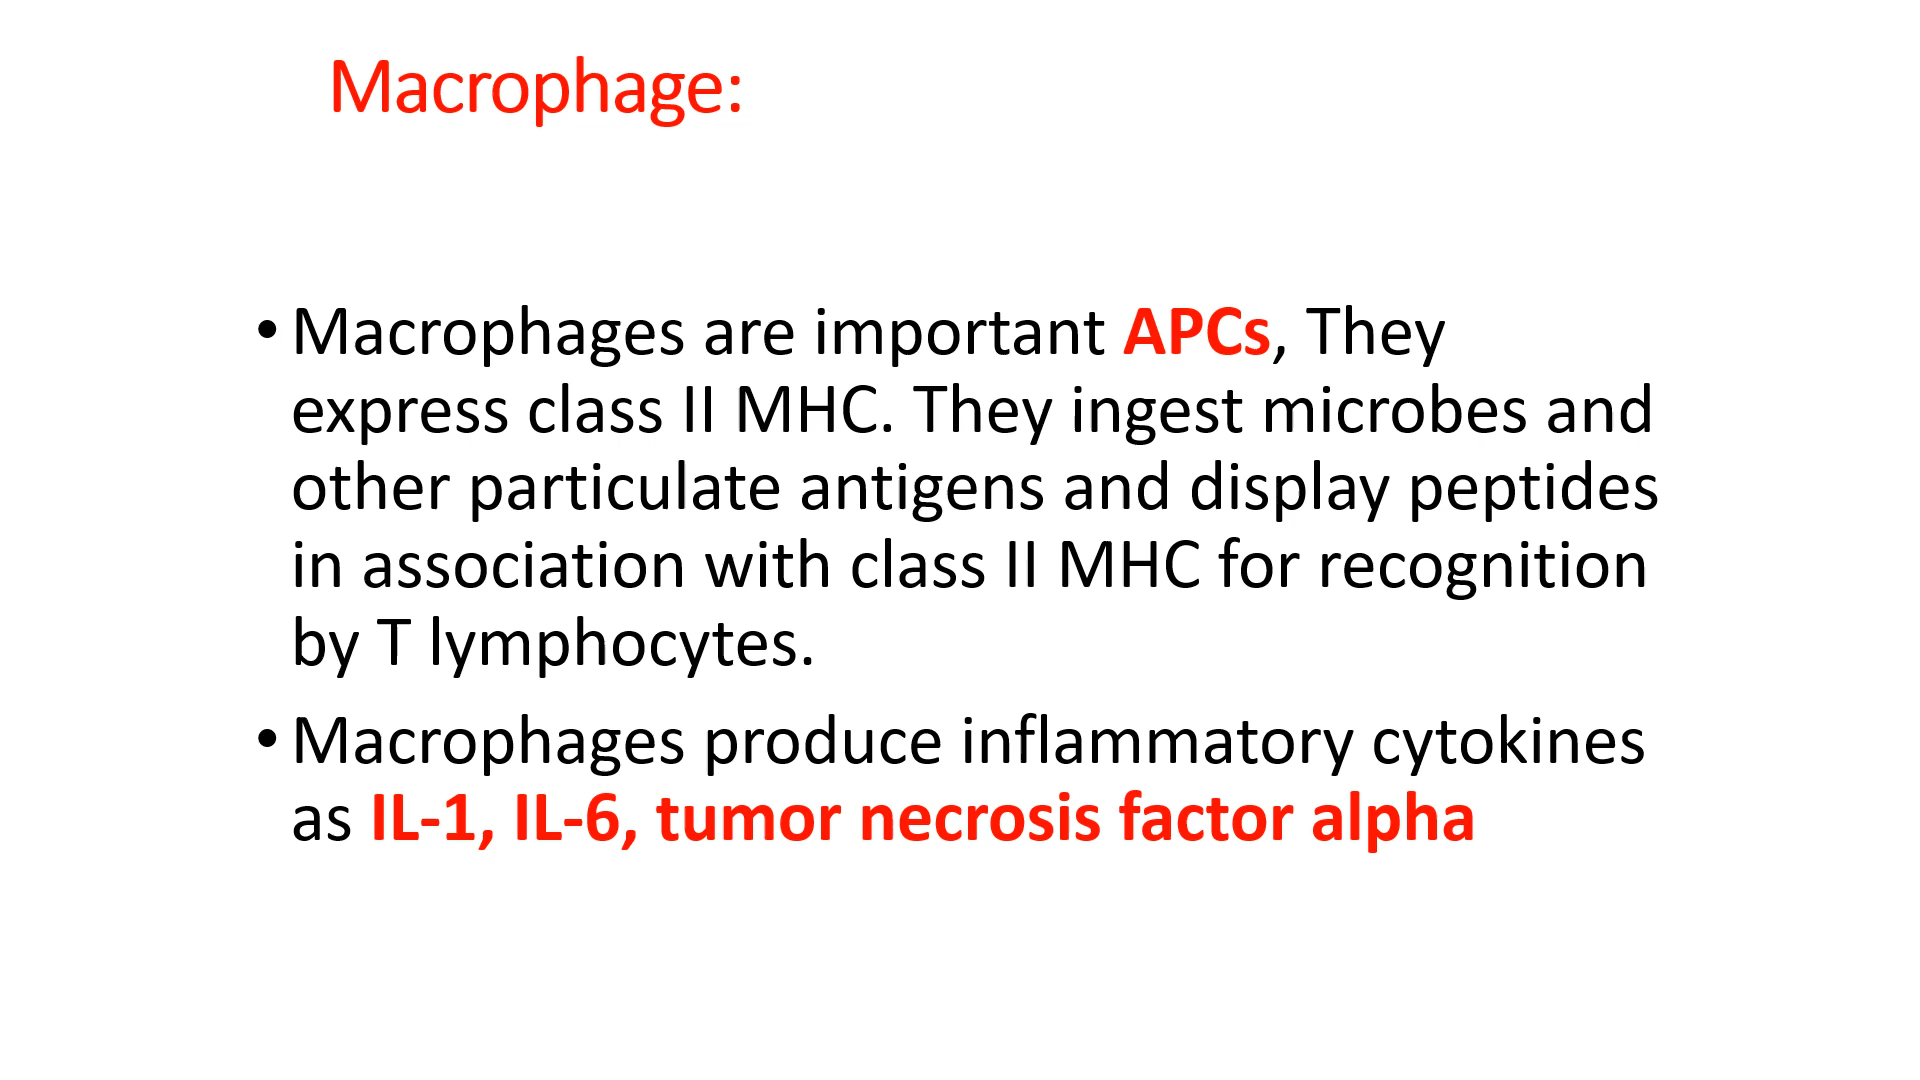 Macrophage:
• Macrophages are important APCs, They
express class II MHC. They ingest microbes and
other particulate antigens and display peptides
in association with class II MHC for recognition
by T lymphocytes.
• Macrophages produce inflammatory cytokines
as IL-1, IL-6, tumor necrosis factor alpha